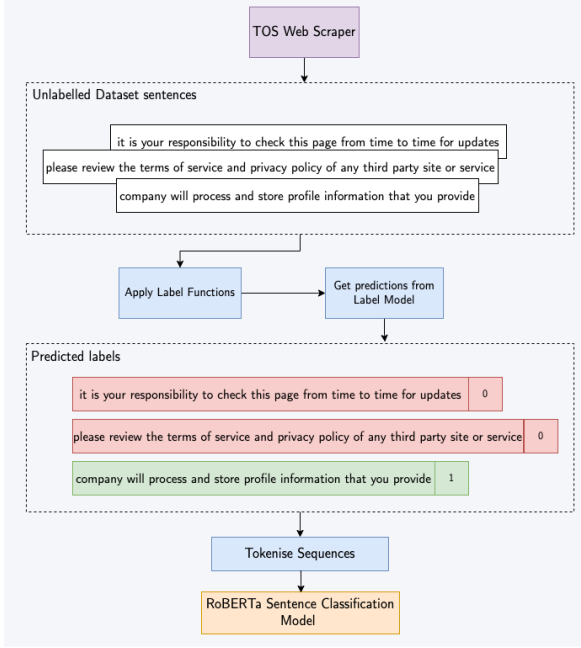 TOS Web Scraper
Unlabelled Dataset sentences
it is your responsibility to check this page from time to time for updates
please review the terms of service and privacy policy of any third party site or service
company will process and store profile information that you provide
Apply Label Functions
Get predictions from
Label Model
Predicted labels
it is your responsibility to check this page from time to time for updates 0
please review the terms of service and privacy policy of any third party site or service 0
company will process and store profile information that you provide 1
Tokenise Sequences
RoBERTa Sentence Classification
Model